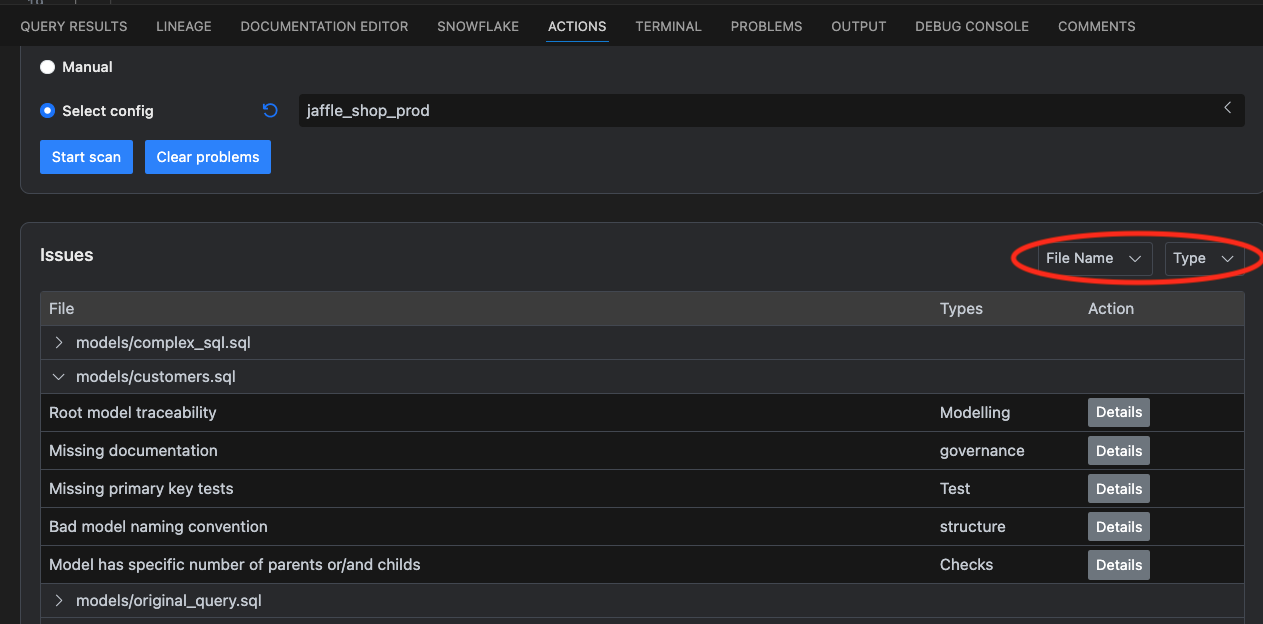 QUERY RESULTS LINEAGE DOCUMENTATION EDITOR SNOWFLAKE ACTIONS TERMINAL PROBLEMS OUTPUT DEBUG CONSOLE COMMENTS
Manual
Select config jaffle_shop_prod
Start scan Clear problems
Issues File Name Type
File Types Action
models/complex_sql.sql
models/customers.sql
Root model traceability Modelling Details
Missing documentation governance Details
Missing primary key tests Test Details
Bad model naming convention structure Details
Model has specific number of parents or/and childs Checks Details
models/original_query.sql